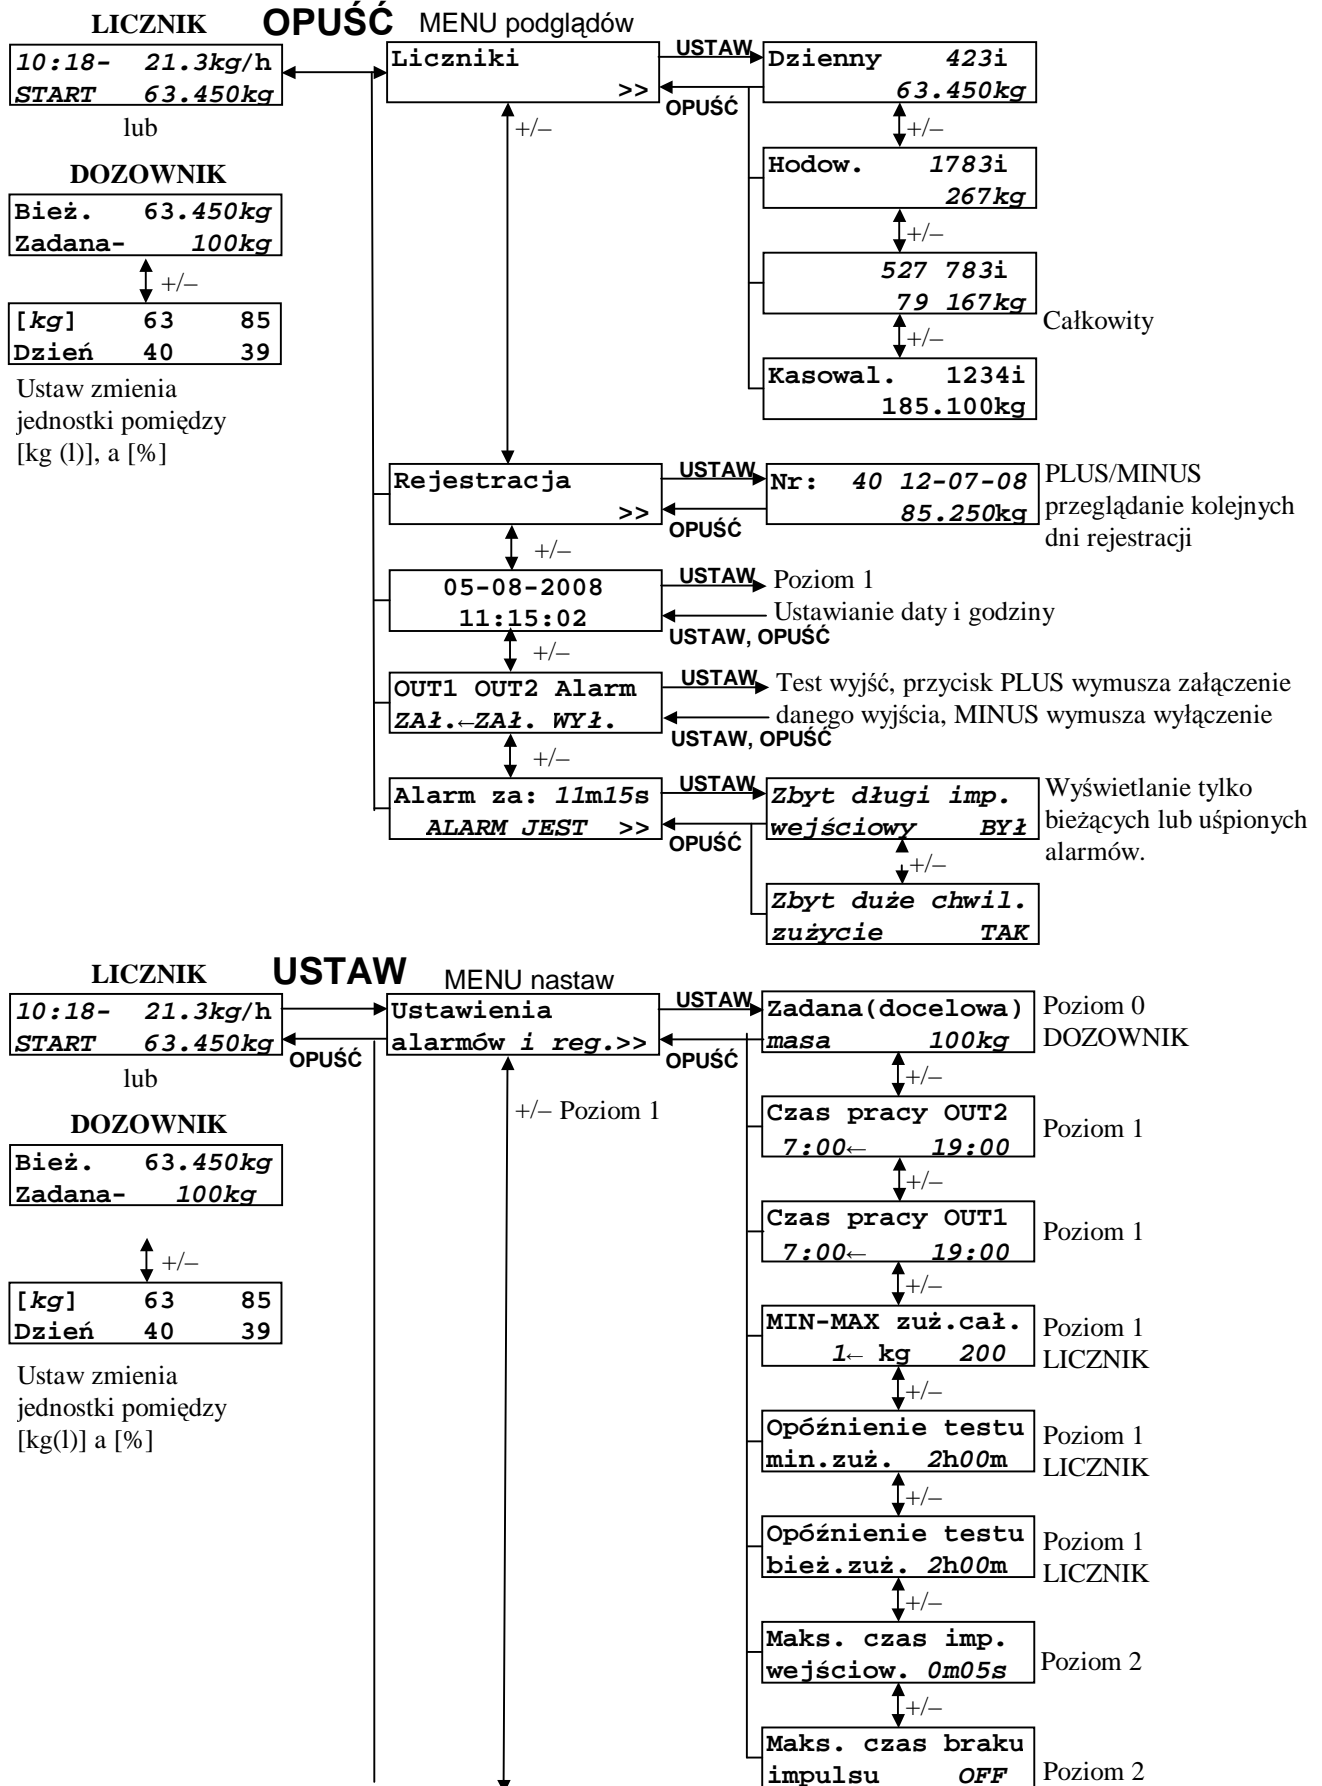 LICZNIK OPUŚĆ MENU podglądów
10:18- 21.3kg/h
START 63.450kg
lub
DOZOWNIK
Bież. 63.450kg
Zadana- 100kg
+/–
[kg] 63 85
Dzień 40 39
Ustaw zmienia
jednostki pomiędzy
[kg (l)], a [%]
Liczniki
>>
USTAW
OPUŚĆ
+/–
Dzienny 423i
63.450kg
+/–
Hodow. 1783i
267kg
+/–
527 783i
79 167kg
Całkowity
+/–
Kasowal. 1234i
185.100kg
Rejestracja
>>
USTAW
OPUŚĆ
Nr: 40 12-07-08
85.250kg
PLUS/MINUS
przeglądanie kolejnych
dni rejestracji
+/–
05-08-2008
11:15:02
USTAW
Poziom 1
Ustawianie daty i godziny
USTAW, OPUŚĆ
+/–
OUT1 OUT2 Alarm
ZAŁ.←ZAŁ. WYŁ.
USTAW
Test wyjść, przycisk PLUS wymusza załączenie
danego wyjścia, MINUS wymusza wyłączenie
USTAW, OPUŚĆ
+/–
Alarm za: 11m15s
ALARM JEST >>
USTAW
OPUŚĆ
Zbyt długi imp.
wejściowy BYŁ
Wyświetlanie tylko
bieżących lub uśpionych
alarmów.
+/–
Zbyt duże chwil.
zużycie TAK
LICZNIK USTAW MENU nastaw
10:18- 21.3kg/h
START 63.450kg
OPUŚĆ
lub
DOZOWNIK
Bież. 63.450kg
Zadana- 100kg
+/–
[kg] 63 85
Dzień 40 39
Ustaw zmienia
jednostki pomiędzy
[kg(l)] a [%]
Ustawienia
alarmów i reg.>>
USTAW
OPUŚĆ
+/– Poziom 1
Zadana(docelowa)
masa 100kg
Poziom 0
DOZOWNIK
+/–
Czas pracy OUT2
7:00← 19:00
Poziom 1
+/–
Czas pracy OUT1
7:00← 19:00
Poziom 1
+/–
MIN-MAX zuż.cał.
1← kg 200
Poziom 1
LICZNIK
+/–
Opóźnienie testu
min.zuż. 2h00m
Poziom 1
LICZNIK
+/–
Opóźnienie testu
bież.zuż. 2h00m
Poziom 1
LICZNIK
+/–
Maks. czas imp.
wejściow. 0m05s
Poziom 2
+/–
Maks. czas braku
impulsu OFF
Poziom 2